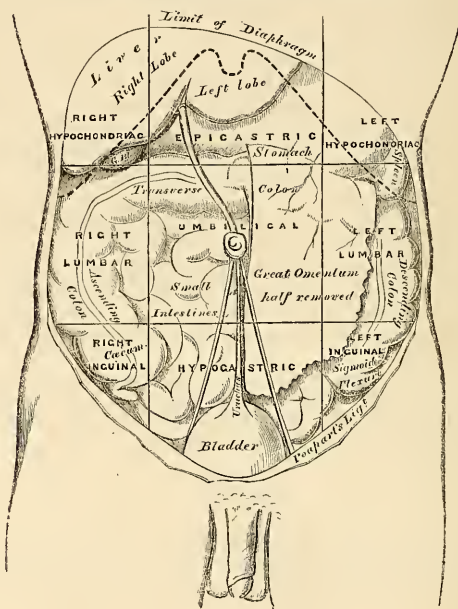 Limit of Diaphragm
Liver
Right Lobe
Left lobe
RIGHT
HYPOCHONDRIAC
EPIGASTRIC
LEFT
HYPOCHONDRIAC
Stomach
Spleen
Transverse
Colon
UMBILICAL
RIGHT
LUMBAR
LEFT
LUMBAR
Ascending
Colon
Small
Intestines
Great Omentum
half removed
Descending
Colon
RIGHT
Cæcum
INGUINAL
HYPOGASTRIC
LEFT
INGUINAL
Sigmoid
Flexure
Urachus
Bladder
Poupart's Ligt